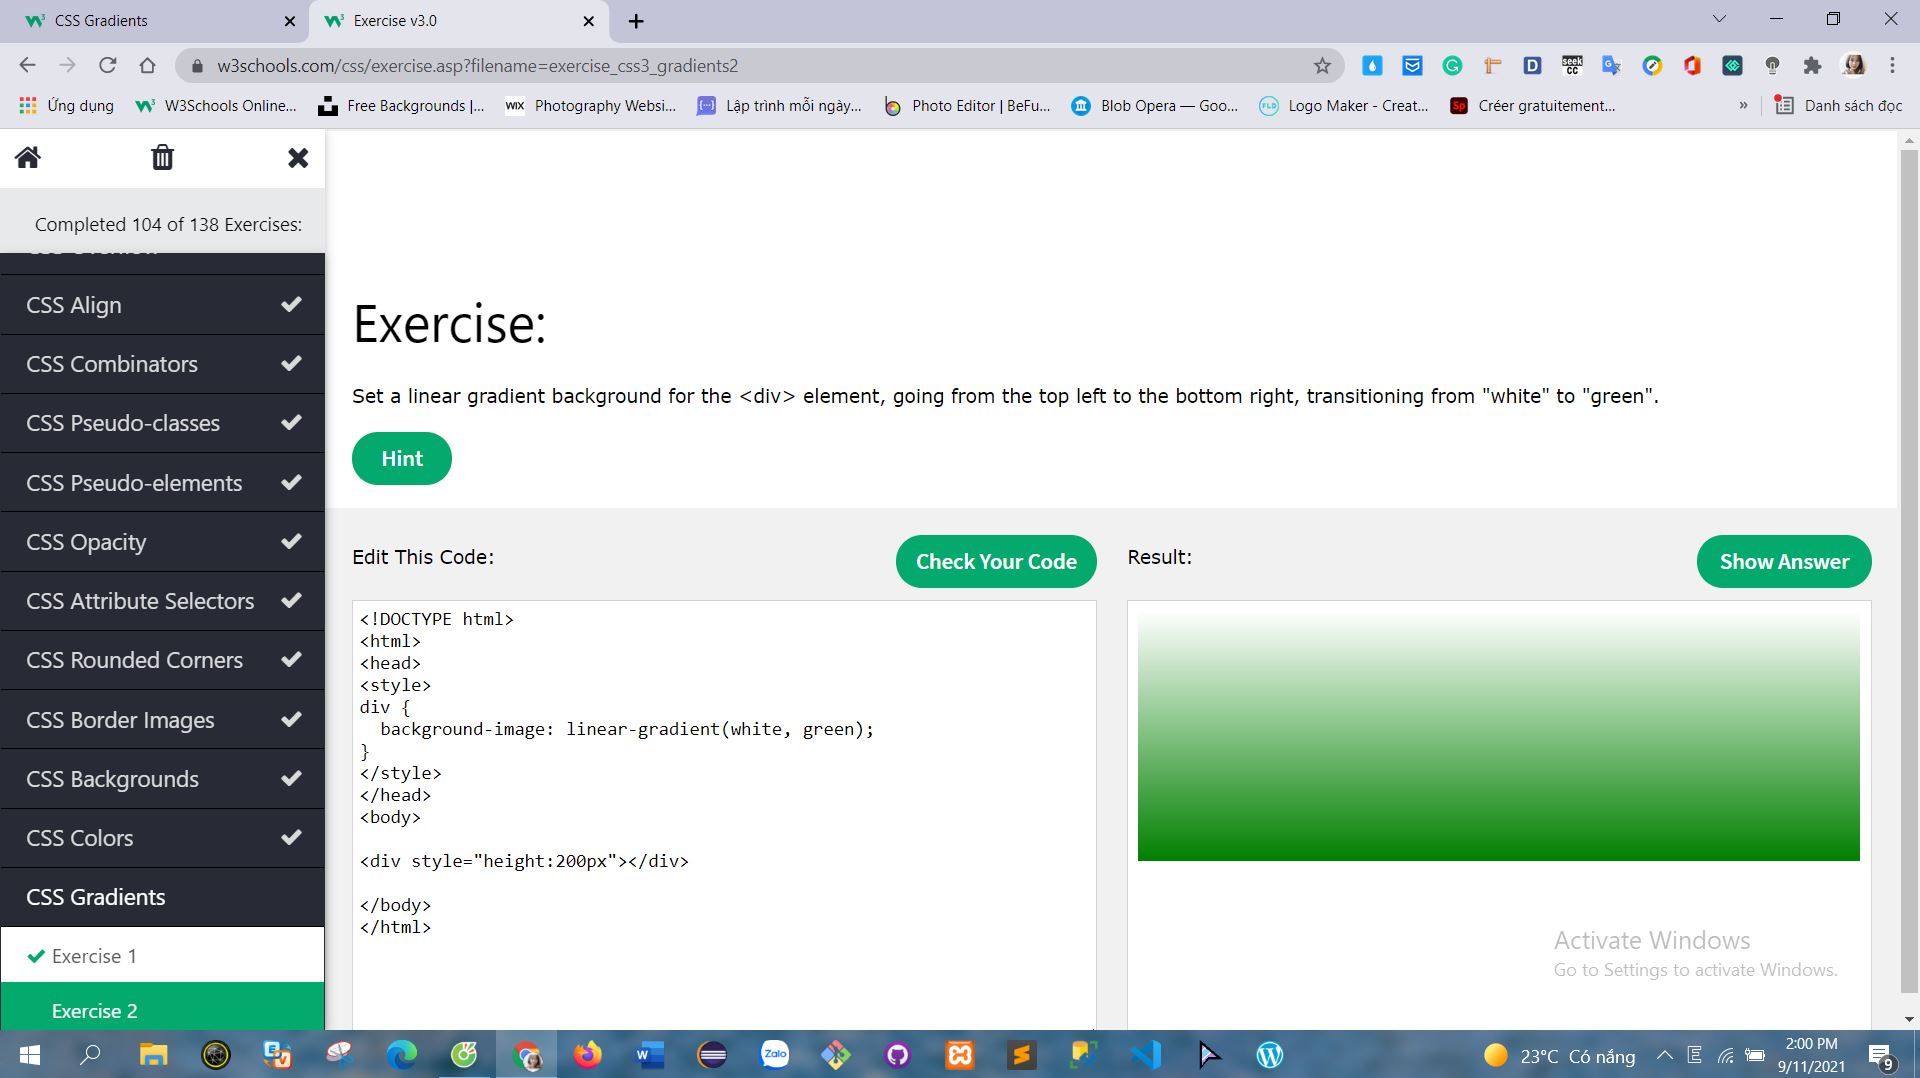 CSS Gradients
Exercise v3.0
w3schools.com/css/exercise.asp?filename=exercise_css3_gradients2
Ứng dụng
W3Schools Online...
Free Backgrounds |...
WIX
Photography Websi...
Lập trình mỗi ngày...
Photo Editor | BeFu...
Blob Opera — Goo...
FLD
Logo Maker - Creat...
Sp
Créer gratuitement...
»
Danh sách đọc
seek
CC
Completed 104 of 138 Exercises:
CSS Align
CSS Combinators
CSS Pseudo-classes
CSS Pseudo-elements
CSS Opacity
CSS Attribute Selectors
CSS Rounded Corners
CSS Border Images
CSS Backgrounds
CSS Colors
CSS Gradients
Exercise 1
Exercise 2
Exercise:
Set a linear gradient background for the <div> element, going from the top left to the bottom right, transitioning from "white" to "green".
Hint
Edit This Code:
Check Your Code
Result:
Show Answer
<!DOCTYPE html>
<html>
<head>
<style>
div {
  background-image: linear-gradient(white, green);
}
</style>
</head>
<body>
<div style="height:200px"></div>
</body>
</html>
Activate Windows
Go to Settings to activate Windows.
Zalo
23°C Có nắng
E
2:00 PM
9/11/2021
9